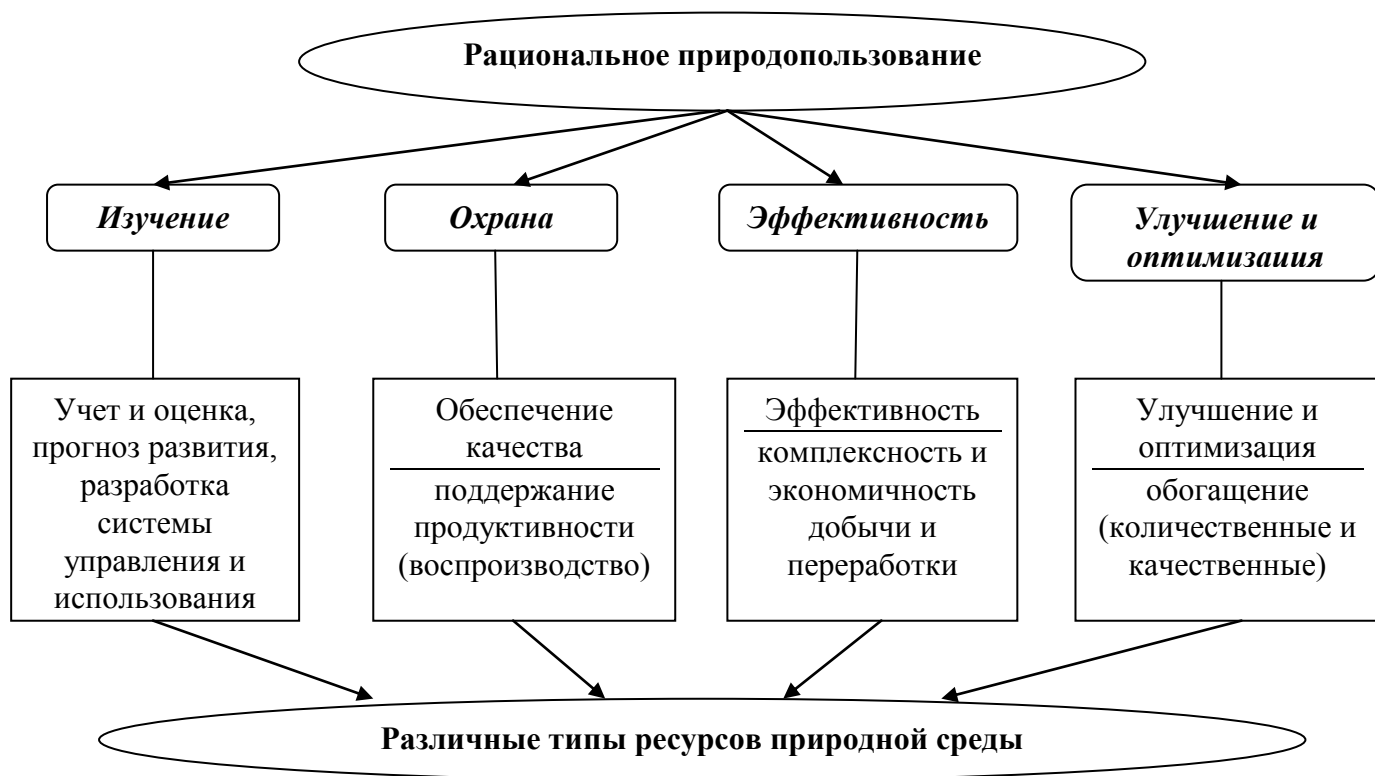 Рациональное природопользование
Изучение
Охрана
Эффективность
Улучшение и
оптимизация
Учет и оценка,
прогноз развития,
разработка
системы
управления и
использования
Обеспечение
качества
поддержание
продуктивности
(воспроизводство)
Эффективность
комплексность и
экономичность
добычи и
переработки
Улучшение и
оптимизация
обогащение
(количественные и
качественные)
Различные типы ресурсов природной среды